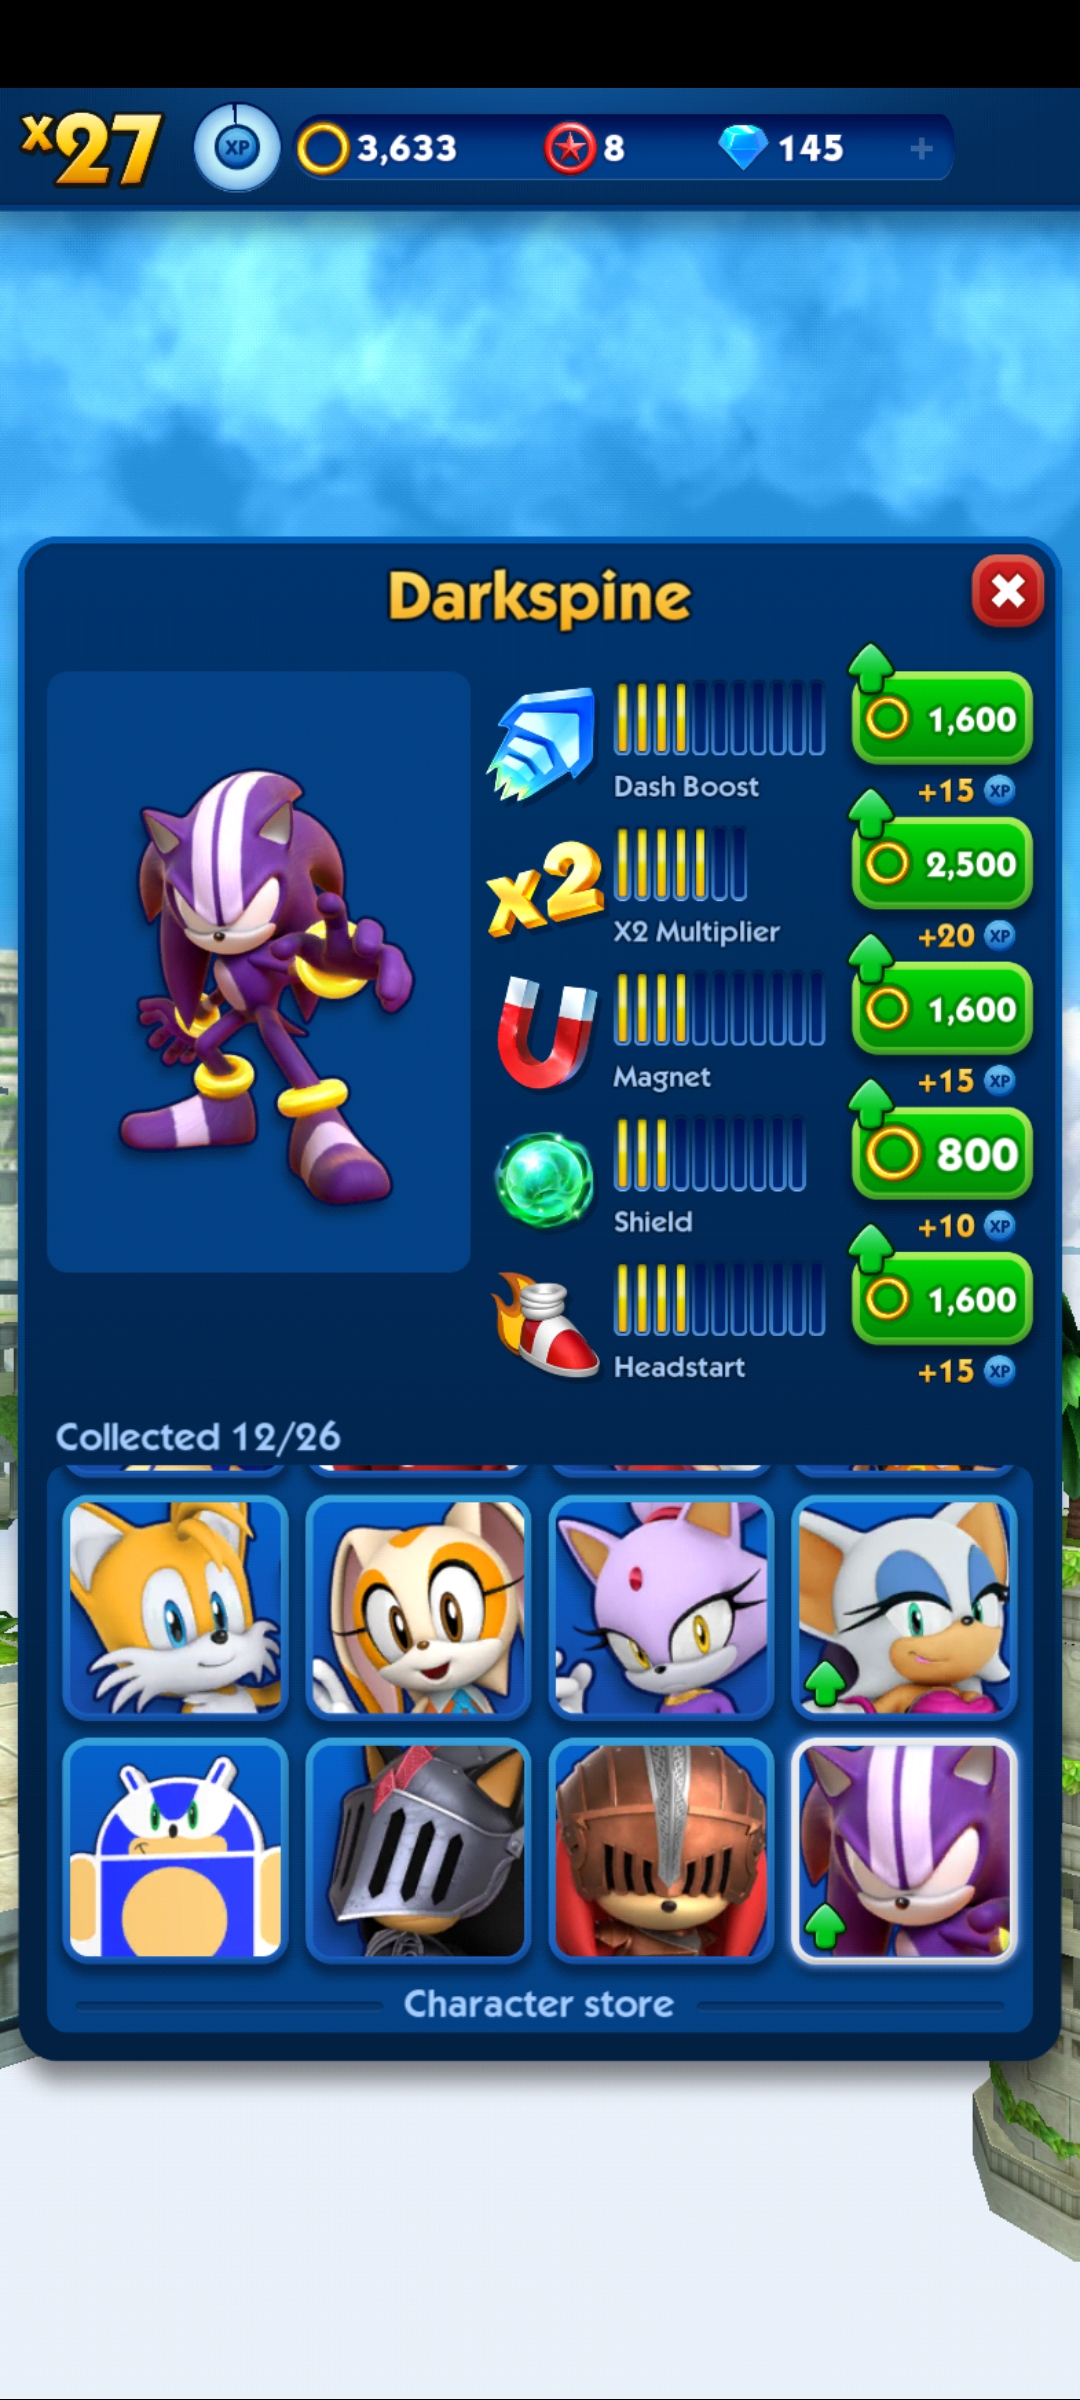 x27 XP 3,633 8 145 +
Darkspine
1,600
Dash Boost
+15 XP
x2
2,500
X2 Multiplier
+20 XP
1,600
Magnet
+15 XP
800
Shield
+10 XP
1,600
Headstart
+15 XP
Collected 12/26
Character store